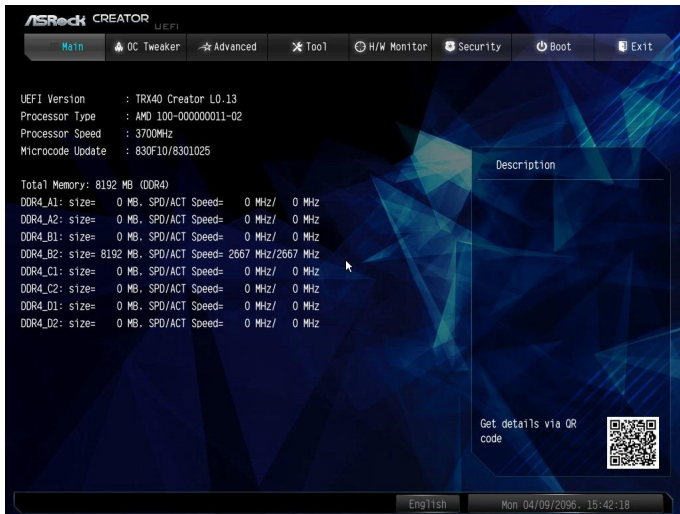 ASRock CREATOR UEFI
Main OC Tweaker Advanced Tool H/W Monitor Security Boot Exit
UEFI Version : TRX40 Creator L0.13
Processor Type : AMD 100-000000011-02
Processor Speed : 3700MHz
Microcode Update : 830F10/8301025
Description
Total Memory: 8192 MB (DDR4)
DDR4_A1: size= 0 MB, SPD/ACT Speed= 0 MHz/ 0 MHz
DDR4_A2: size= 0 MB, SPD/ACT Speed= 0 MHz/ 0 MHz
DDR4_B1: size= 0 MB, SPD/ACT Speed= 0 MHz/ 0 MHz
DDR4_B2: size= 8192 MB, SPD/ACT Speed= 2667 MHz/2667 MHz
DDR4_C1: size= 0 MB, SPD/ACT Speed= 0 MHz/ 0 MHz
DDR4_C2: size= 0 MB, SPD/ACT Speed= 0 MHz/ 0 MHz
DDR4_D1: size= 0 MB, SPD/ACT Speed= 0 MHz/ 0 MHz
DDR4_D2: size= 0 MB, SPD/ACT Speed= 0 MHz/ 0 MHz
Get details via QR
code
English Mon 04/09/2096, 15:42:18